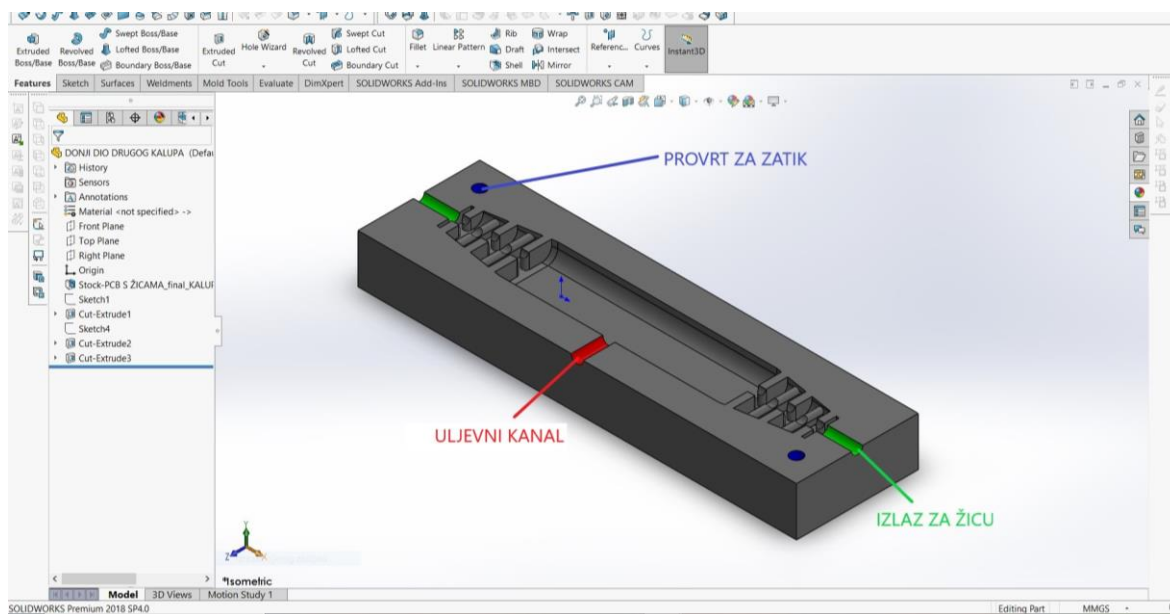 Extruded Boss/Base
Revolved Boss/Base
Swept Boss/Base
Lofted Boss/Base
Boundary Boss/Base
Extruded Cut
Hole Wizard
Revolved Cut
Swept Cut
Lofted Cut
Boundary Cut
Fillet
Linear Pattern
Rib
Draft
Shell
Wrap
Intersect
Mirror
Referenc...
Curves
Instant3D
Features Sketch Surfaces Weldments Mold Tools Evaluate DimXpert SOLIDWORKS Add-Ins SOLIDWORKS MBD SOLIDWORKS CAM
DONJI DIO DRUGOG KALUPA (Defau
History
Sensors
Annotations
Material <not specified> ->
Front Plane
Top Plane
Right Plane
Origin
Stock-PCB S ŽICAMA_final_KALUF
Sketch1
Cut-Extrude1
Sketch4
Cut-Extrude2
Cut-Extrude3
PROVRT ZA ZATIK
ULJEVNI KANAL
IZLAZ ZA ŽICU
Y
Z
X
*Isometric
Model 3D Views Motion Study 1
SOLIDWORKS Premium 2018 SP4.0
Editing Part MMGS